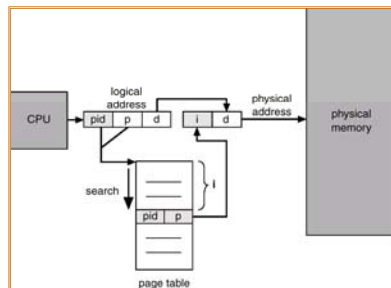 logical
address
physical
address
CPU
pid p d
i d
physical
memory
search
i
pid p
page table